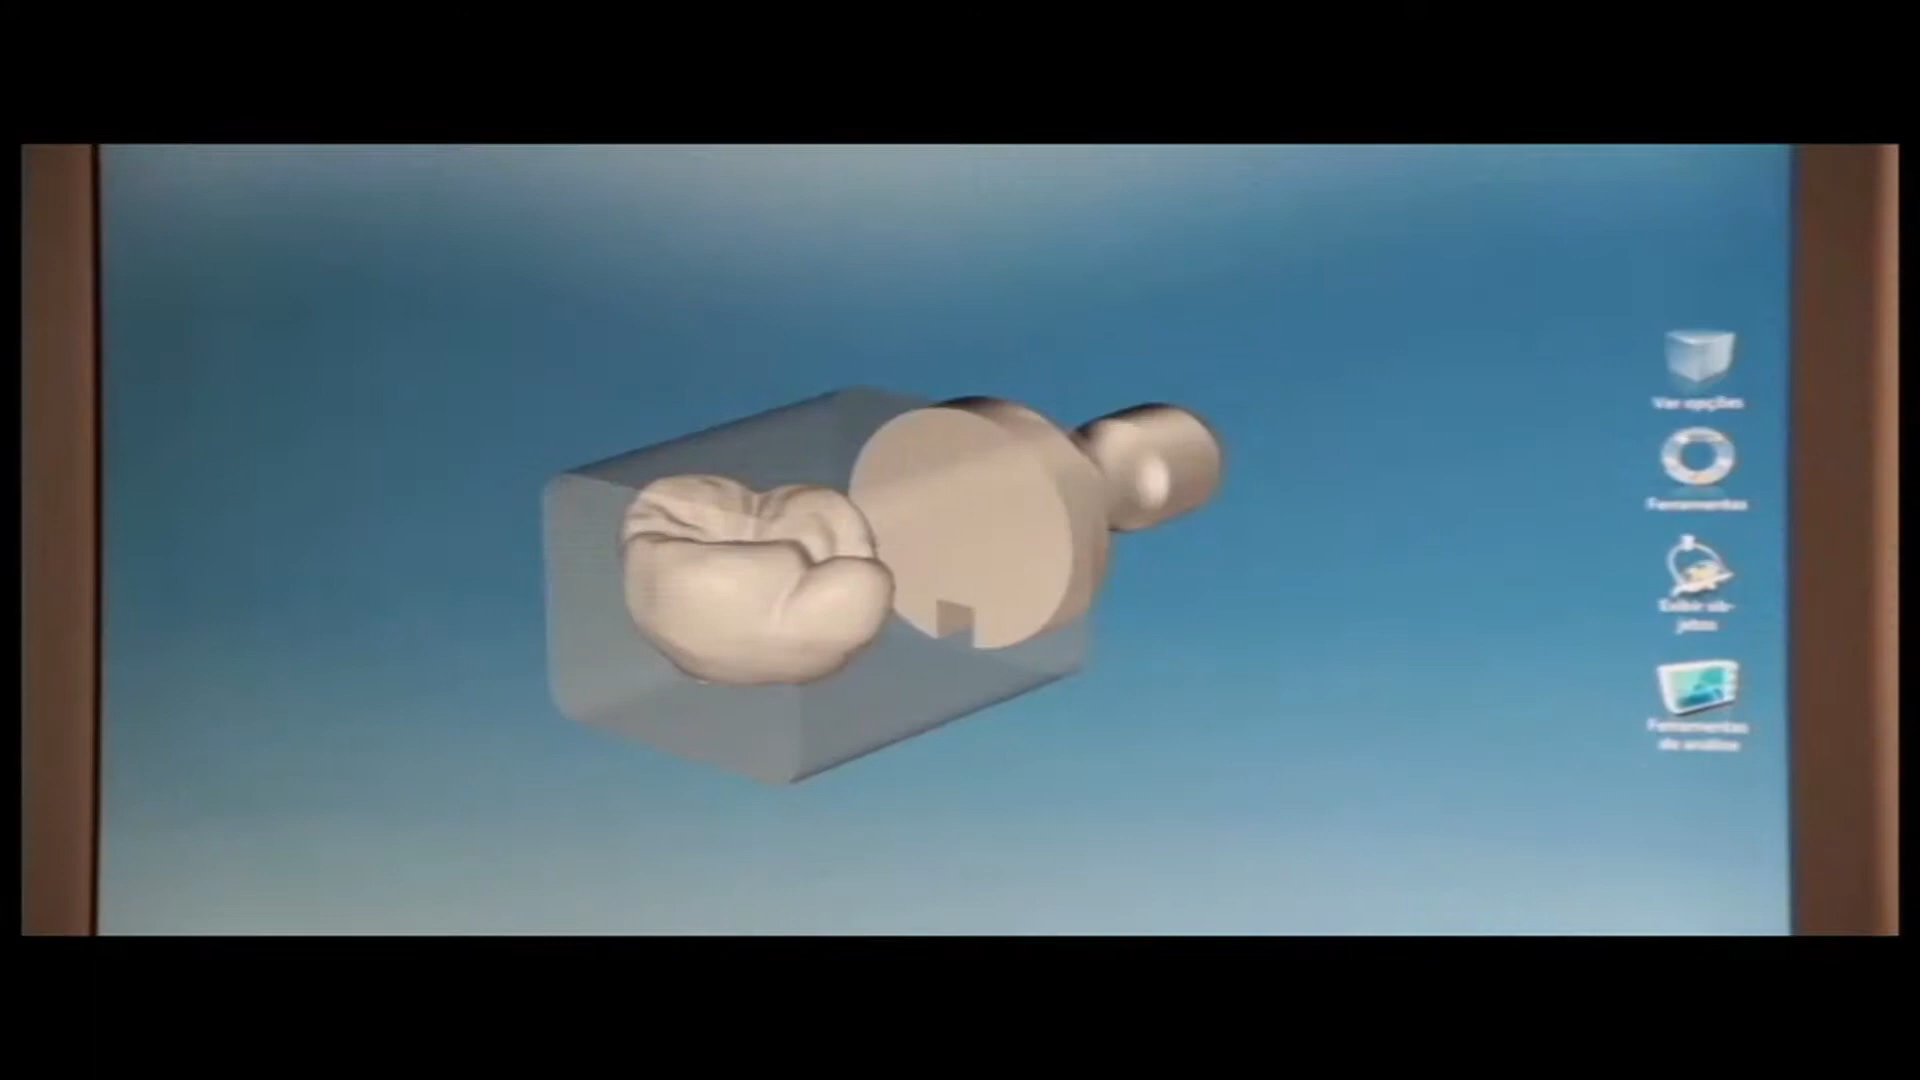 Ver opções
Ferramentas
Exibir ob-
jetos
Ferramentas
de análise